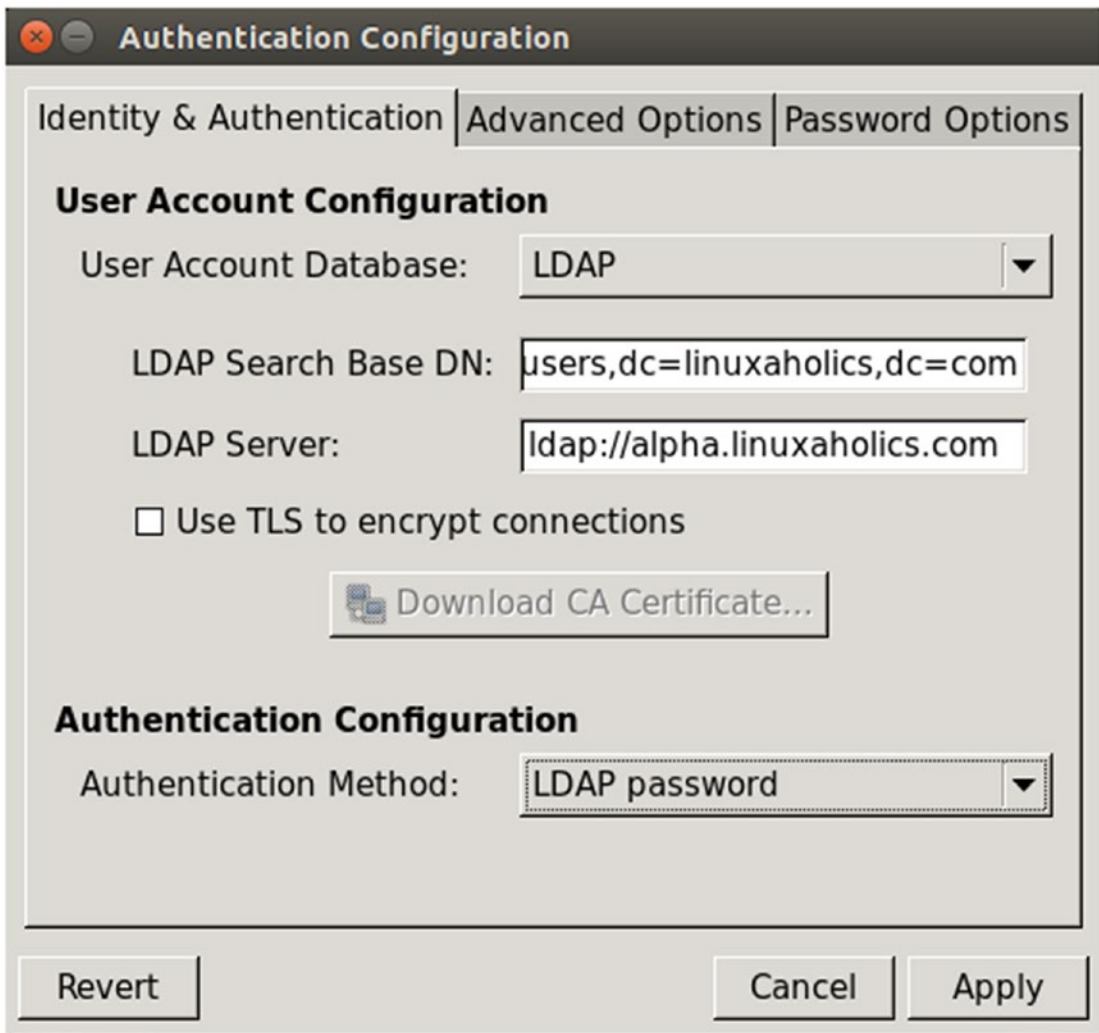 Authentication Configuration
Identity & Authentication
Advanced Options
Password Options
User Account Configuration
User Account Database: LDAP
LDAP Search Base DN: users,dc=linuxaholics,dc=com
LDAP Server: ldap://alpha.linuxaholics.com
Use TLS to encrypt connections
Download CA Certificate...
Authentication Configuration
Authentication Method: LDAP password
Revert
Cancel
Apply